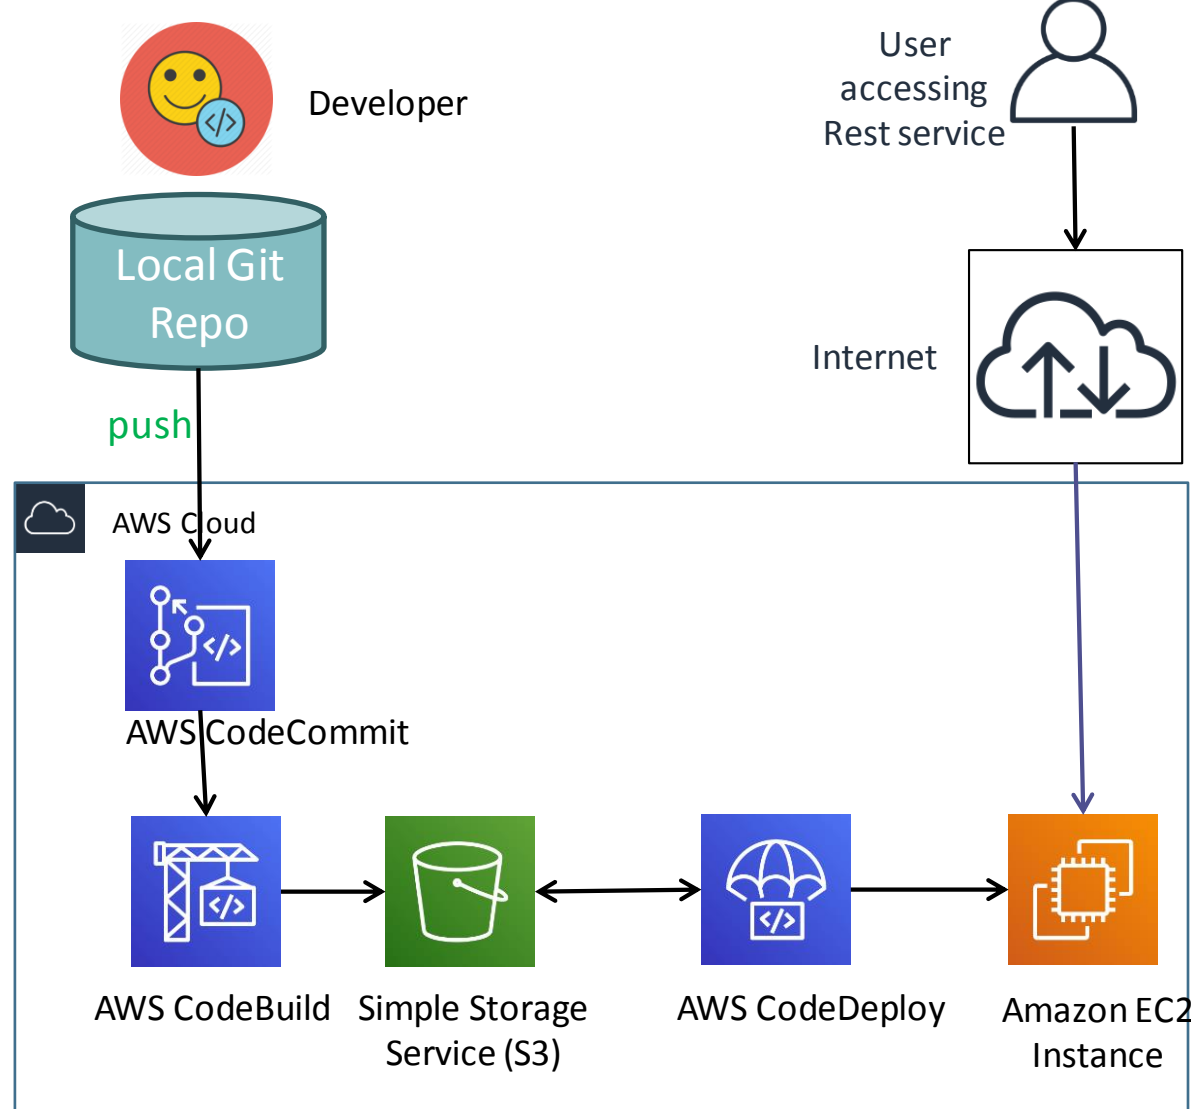 Developer
User
accessing
Rest service
Local Git
Repo
Internet
push
AWS Cloud
</>
</>
AWS CodeCommit
</>
</>
AWS CodeBuild
Simple Storage
Service (S3)
AWS CodeDeploy
Amazon EC2
Instance